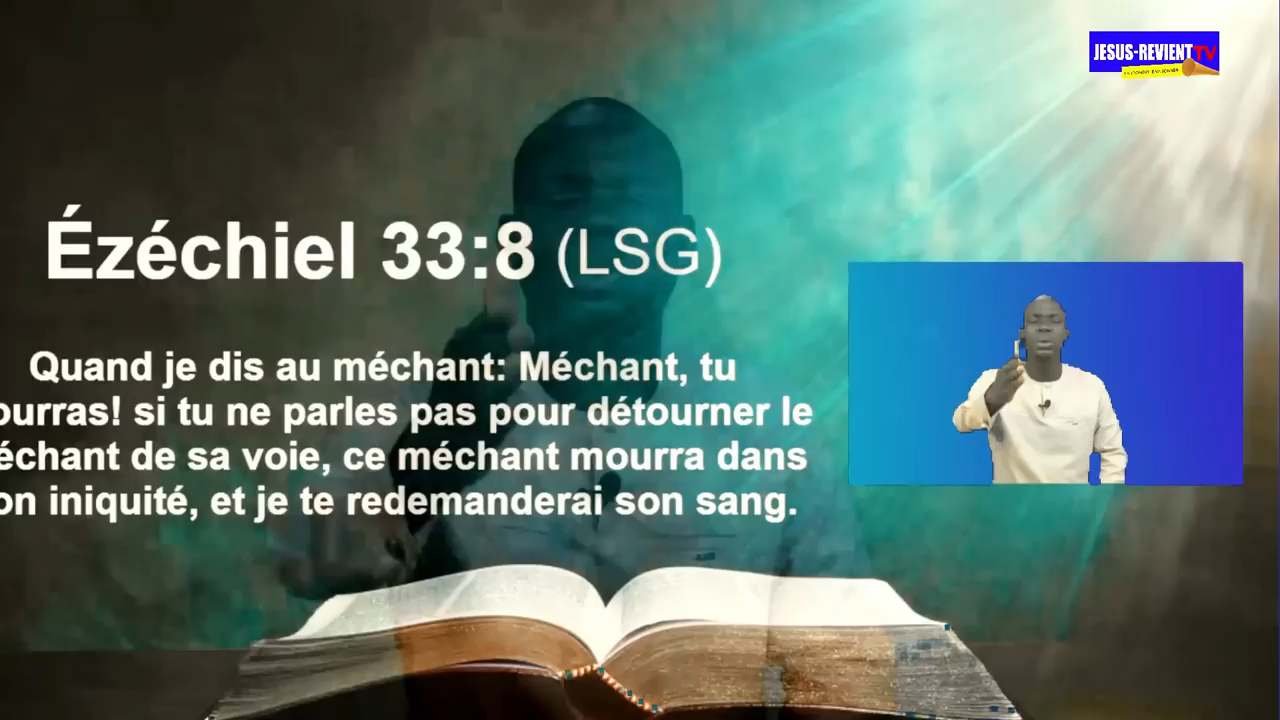 JESUS-REVIENT TV
Ézéchiel 33:8 (LSG)
Quand je dis au méchant: Méchant, tu
ourras! si tu ne parles pas pour détourner le
échant de sa voie, ce méchant mourra dans
on iniquité, et je te redemanderai son sang.